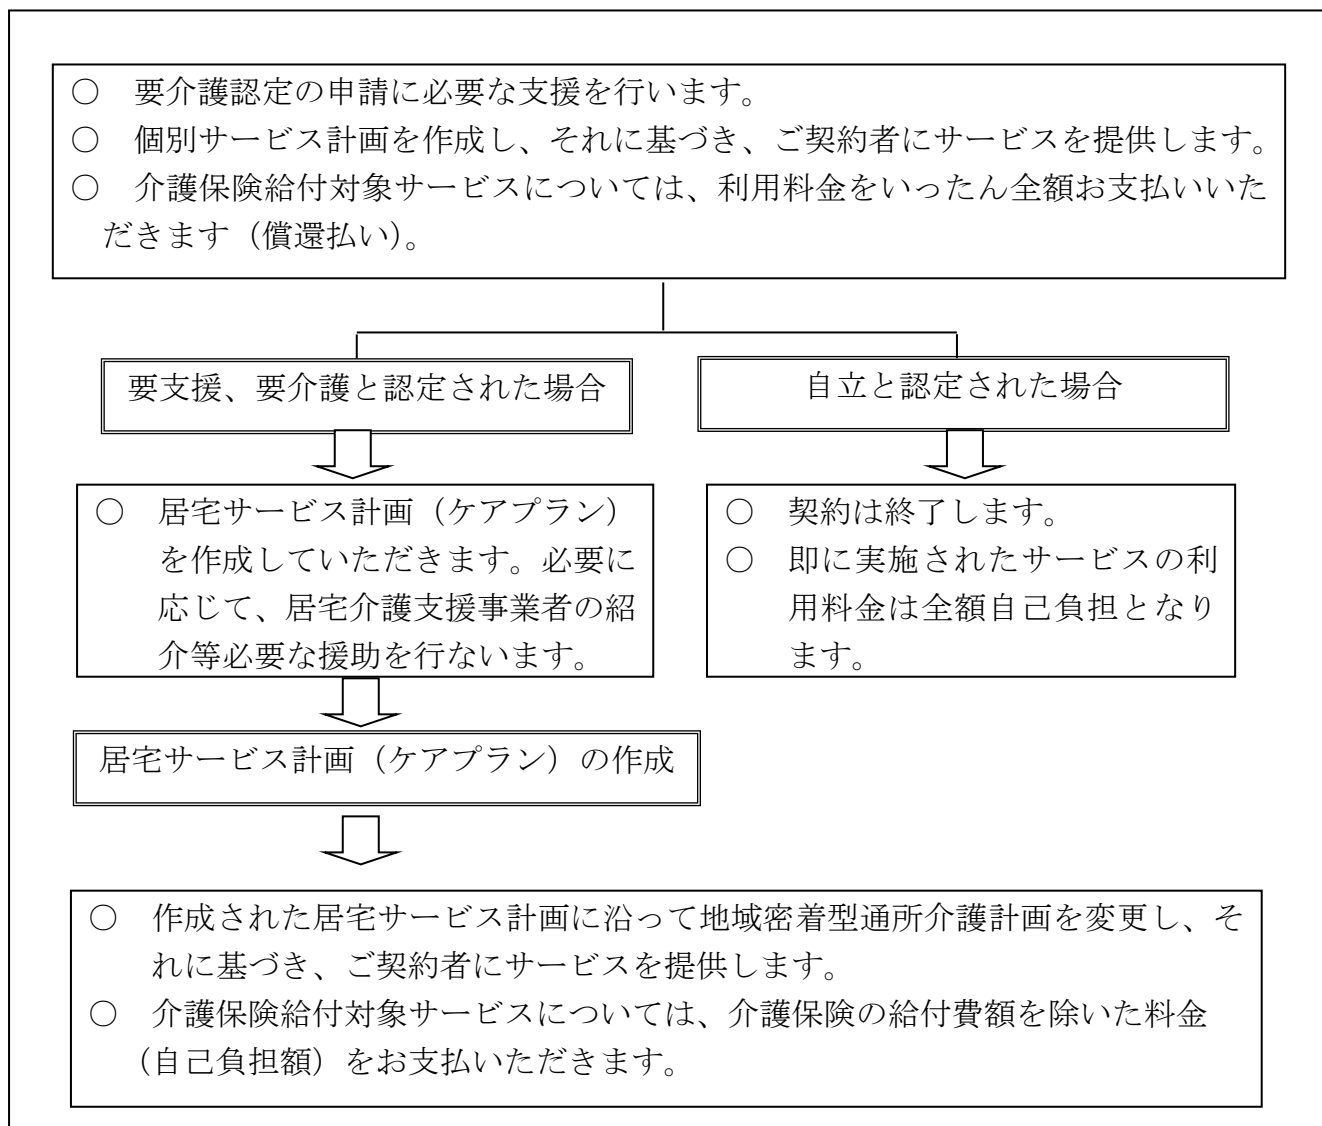 ○　要介護認定の申請に必要な支援を行います。
○　個別サービス計画を作成し、それに基づき、ご契約者にサービスを提供します。
○　介護保険給付対象サービスについては、利用料金をいったん全額お支払いいた
だきます（償還払い）。
要支援、要介護と認定された場合
自立と認定された場合
○　居宅サービス計画（ケアプラン）
を作成していただきます。必要に
応じて、居宅介護支援事業者の紹
介等必要な援助を行ないます。
○　契約は終了します。
○　即に実施されたサービスの利
用料金は全額自己負担となり
ます。
居宅サービス計画（ケアプラン）の作成
○　作成された居宅サービス計画に沿って地域密着型通所介護計画を変更し、そ
れに基づき、ご契約者にサービスを提供します。
○　介護保険給付対象サービスについては、介護保険の給付費額を除いた料金
（自己負担額）をお支払いただきます。